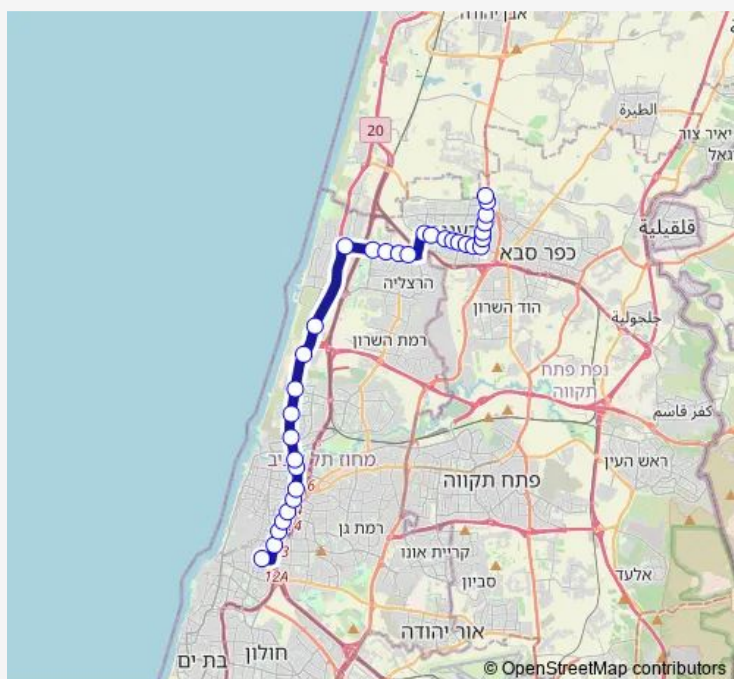 אבן יהודה
הטירה
יאיר צור
יגאל
20
קלקיליה
כפר סבא
הרצליה
הוד השרון
ג'לג'וליה
רמת השרון
נפת פתח
תקווה
כפר קאסם
מחוז תל אביב
ראש העין
פתח תקווה
רמת גן
קריית אונו
סביון
אלעד
12A
אור יהודה
חולון
בת ים
© OpenStreetMap contributors